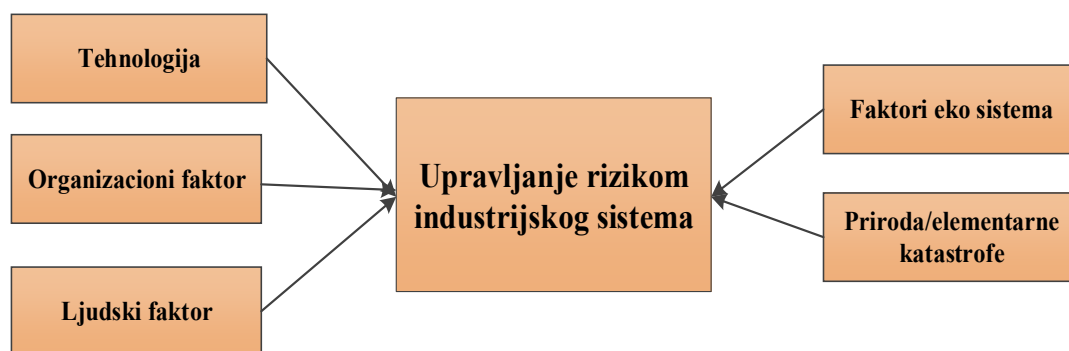 Tehnologija
Organizacioni faktor
Ljudski faktor
Upravljanje rizikom
industrijskog sistema
Faktori eko sistema
Priroda/elementarne
katastrofe